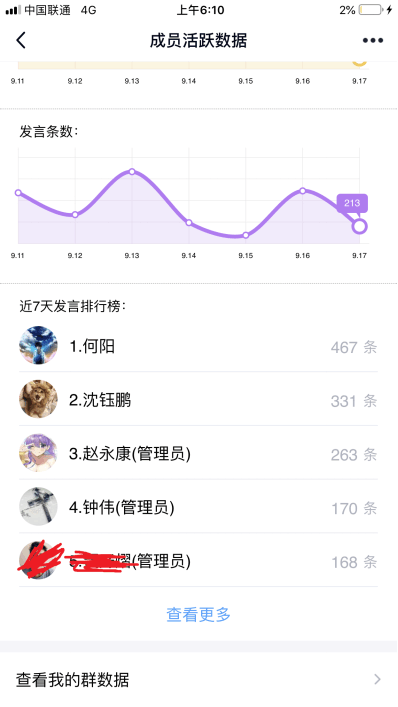 中国联通 4G 上午6:10 2%
成员活跃数据
9.11 9.12 9.13 9.14 9.15 9.16 9.17
发言条数:
213
9.11 9.12 9.13 9.14 9.15 9.16 9.17
近7天发言排行榜:
1.何阳 467 条
2.沈钰鹏 331 条
3.赵永康(管理员) 263 条
4.钟伟(管理员) 170 条
熠(管理员) 168 条
查看更多
查看我的群数据